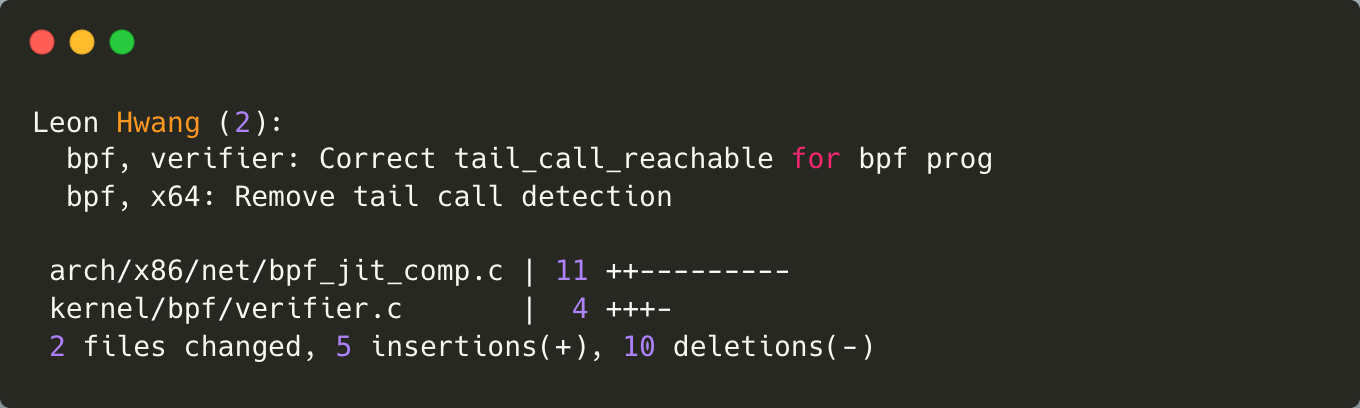 Leon Hwang (2):
  bpf, verifier: Correct tail_call_reachable for bpf prog
  bpf, x64: Remove tail call detection

 arch/x86/net/bpf_jit_comp.c | 11 ++---------
 kernel/bpf/verifier.c       |  4 +++-
 2 files changed, 5 insertions(+), 10 deletions(-)